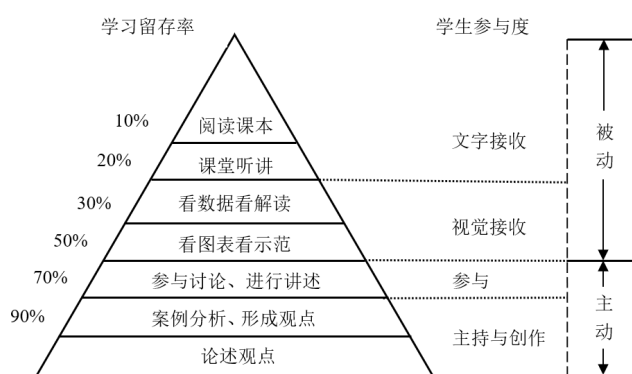 学习留存率
学生参与度
10%
阅读课本
20%
课堂听讲
文字接收
被动
30%
看数据看解读
50%
看图表看示范
视觉接收
70%
参与讨论、进行讲述
参与
90%
案例分析、形成观点
论述观点
主持与创作
主动